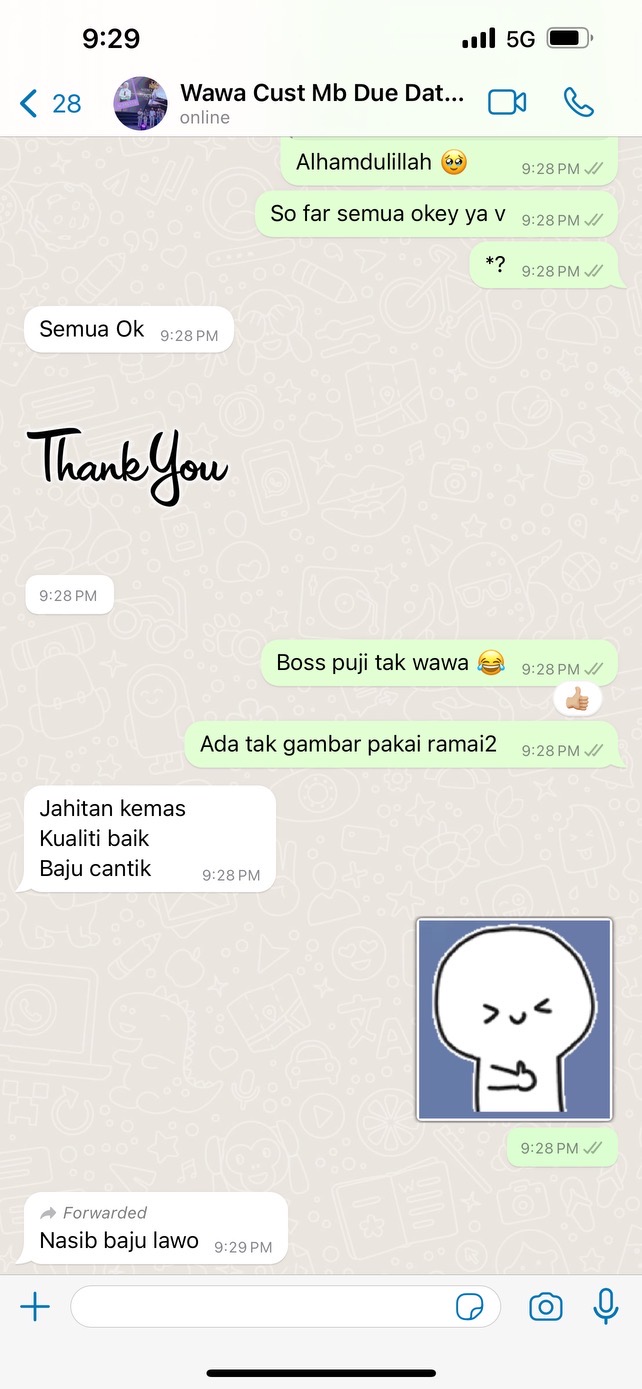 9:29
5G
28
Wawa Cust Mb Due Dat...
online
Alhamdulillah 🥹 9:28 PM
So far semua okey ya v 9:28 PM
*? 9:28 PM
Semua Ok 9:28 PM
Thank You
9:28 PM
Boss puji tak wawa 😂 9:28 PM
Ada tak gambar pakai ramai2 9:28 PM
Jahitan kemas
Kualiti baik
Baju cantik 9:28 PM
9:28 PM
Forwarded
Nasib baju lawo 9:29 PM